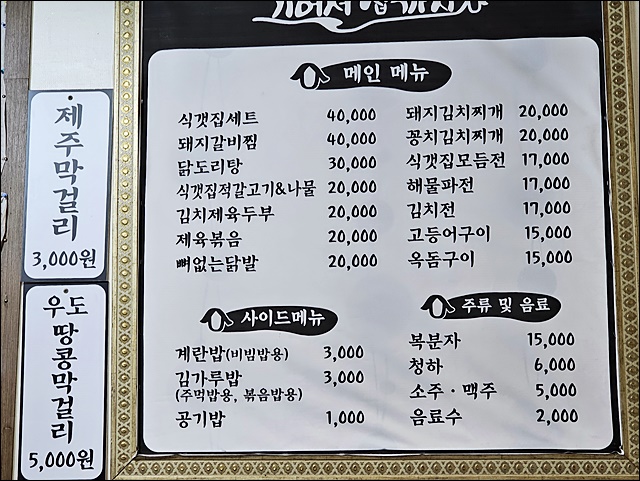 메인 메뉴
식갯집세트 40,000
돼지갈비찜 40,000
닭도리탕 30,000
식갯집적갈고기&나물 20,000
김치제육두부 20,000
제육볶음 20,000
뼈없는닭발 20,000
돼지김치찌개 20,000
꽁치김치찌개 20,000
식갯집모듬전 17,000
해물파전 17,000
김치전 17,000
고등어구이 15,000
옥돔구이 15,000
사이드메뉴
계란밥(비빔밥용) 3,000
김가루밥 3,000
(주먹밥용, 볶음밥용)
공기밥 1,000
주류 및 음료
복분자 15,000
청하 6,000
소주 · 맥주 5,000
음료수 2,000
제주막걸리
3,000원
우도
땅콩막걸리
5,000원